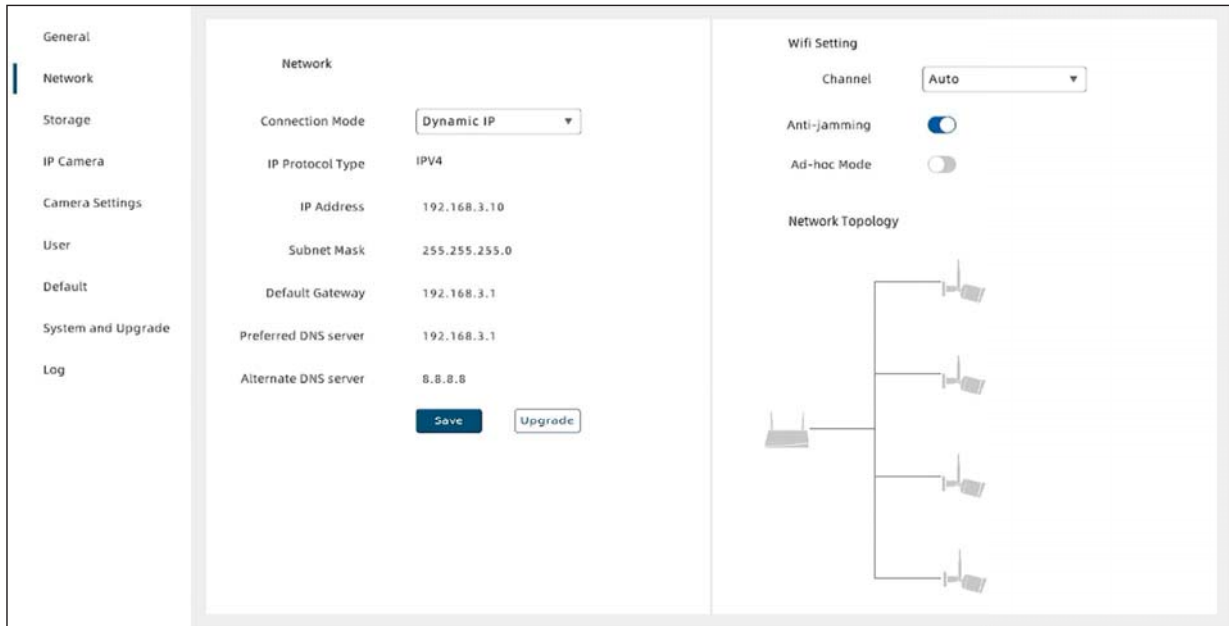 General
Network
Storage
IP Camera
Camera Settings
User
Default
System and Upgrade
Log
Network
Connection Mode Dynamic IP
IP Protocol Type IPV4
IP Address 192.168.3.10
Subnet Mask 255.255.255.0
Default Gateway 192.168.3.1
Preferred DNS server 192.168.3.1
Alternate DNS server 8.8.8.8
Save Upgrade
Wifi Setting
Channel Auto
Anti-jamming
Ad-hoc Mode
Network Topology